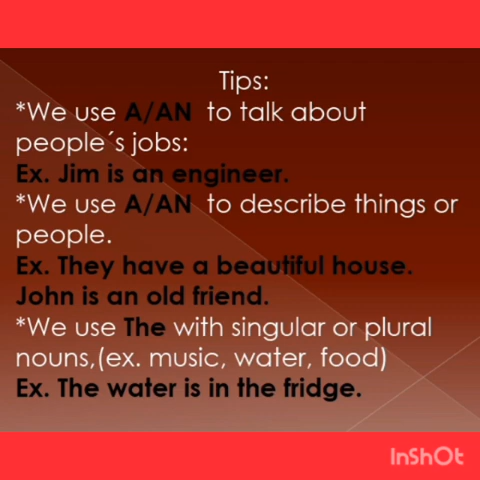 Tips:
*We use A/AN to talk about
people´s jobs:
Ex. Jim is an engineer.
*We use A/AN to describe things or
people.
Ex. They have a beautiful house.
John is an old friend.
*We use The with singular or plural
nouns,(ex. music, water, food)
Ex. The water is in the fridge.
InShOt